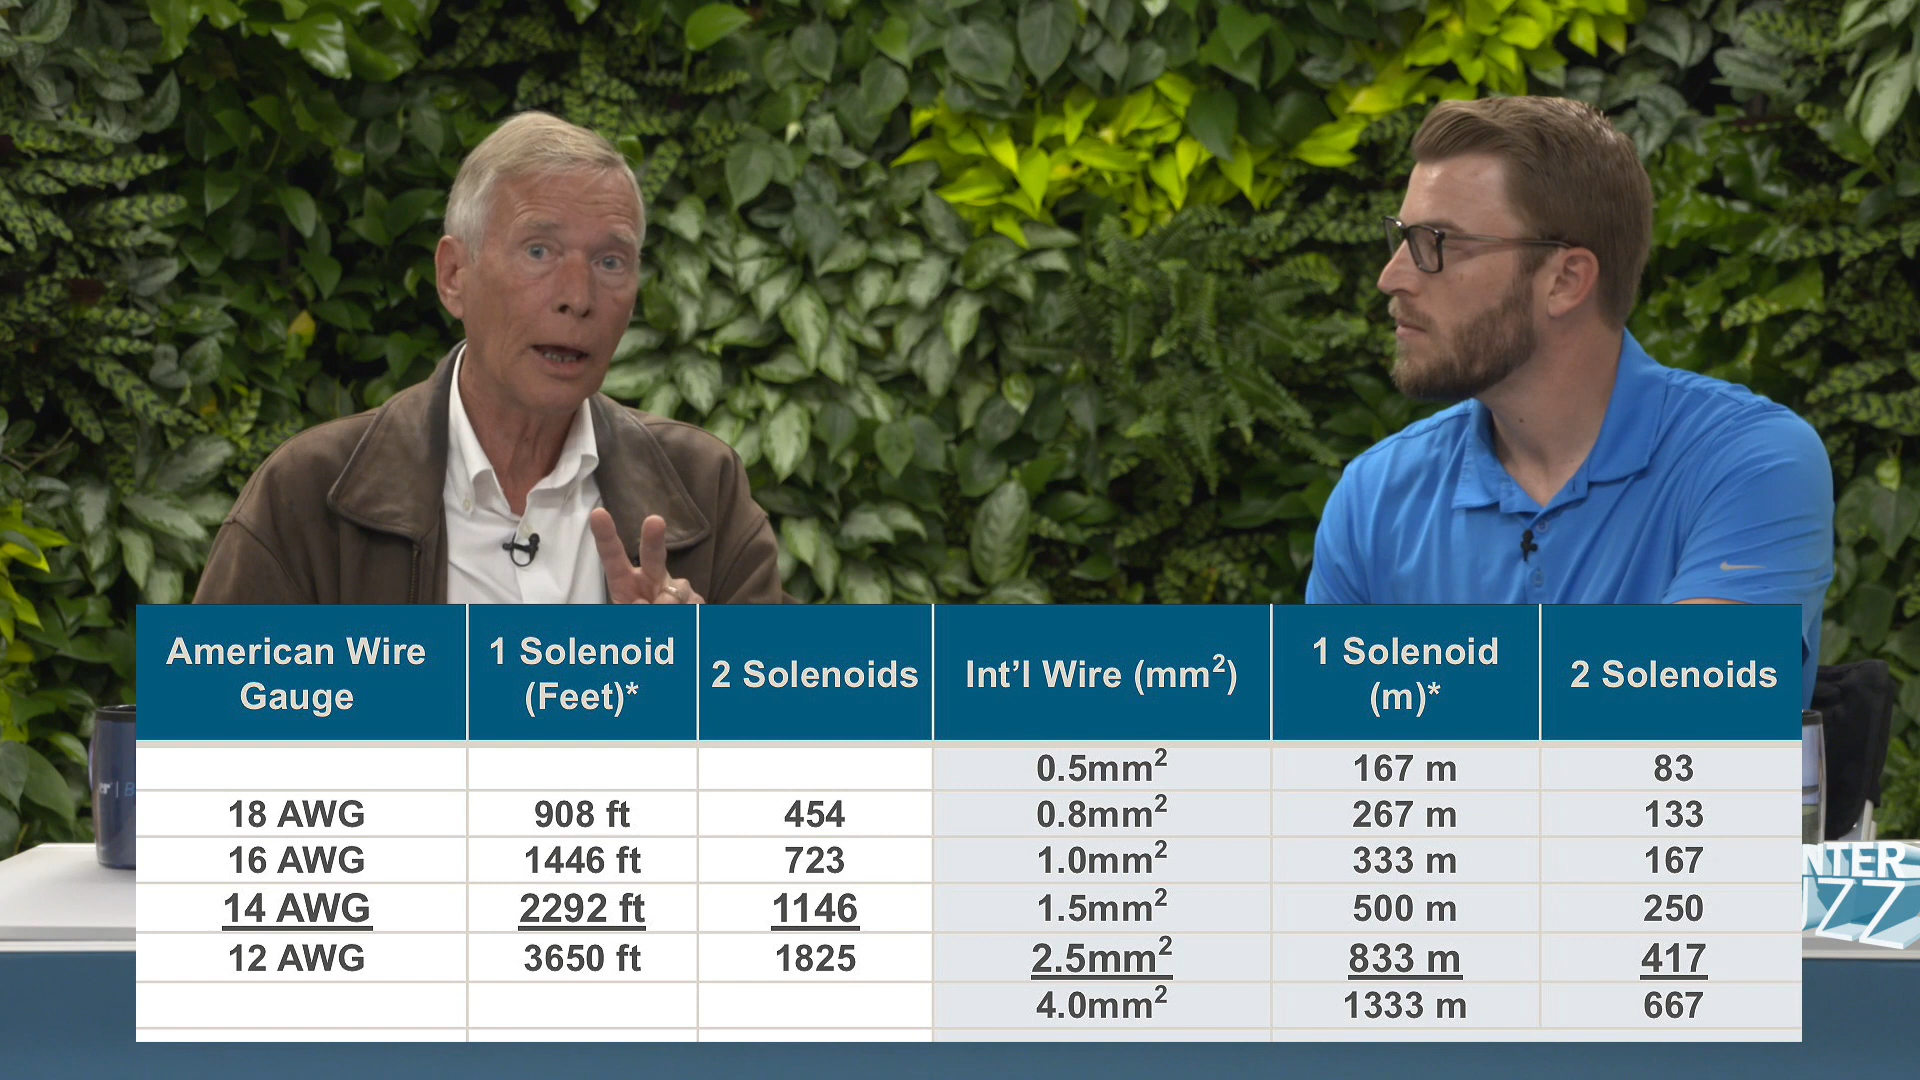 American Wire Gauge | 1 Solenoid (Feet)* | 2 Solenoids | Int’l Wire (mm²) | 1 Solenoid (m)* | 2 Solenoids
0.5mm² | 167 m | 83
18 AWG | 908 ft | 454 | 0.8mm² | 267 m | 133
16 AWG | 1446 ft | 723 | 1.0mm² | 333 m | 167
14 AWG | 2292 ft | 1146 | 1.5mm² | 500 m | 250
12 AWG | 3650 ft | 1825 | 2.5mm² | 833 m | 417
4.0mm² | 1333 m | 667